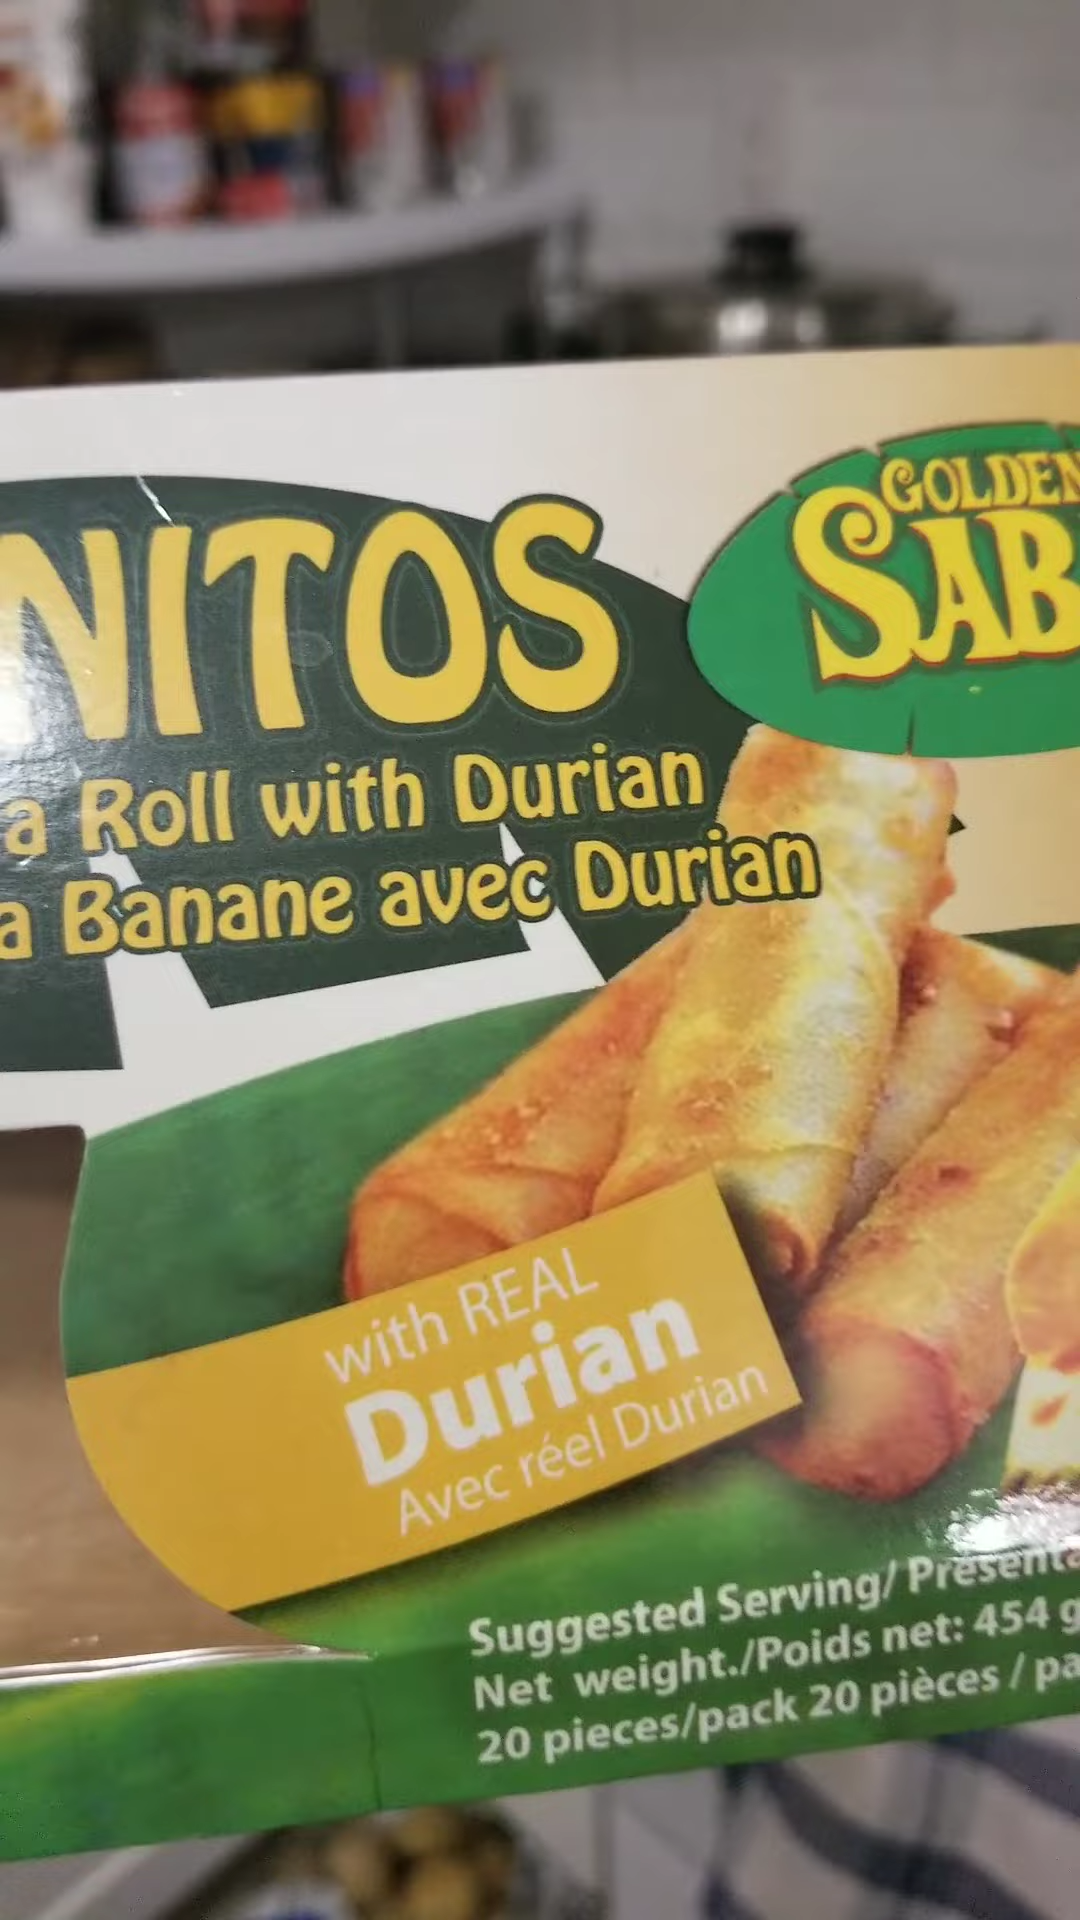 NITOS
GOLDEN
SAB
a Roll with Durian
a Banane avec Durian
with REAL
Durian
Avec réel Durian
Suggested Serving/ Présenta
Net weight./Poids net: 454 g
20 pieces/pack 20 pièces / pa